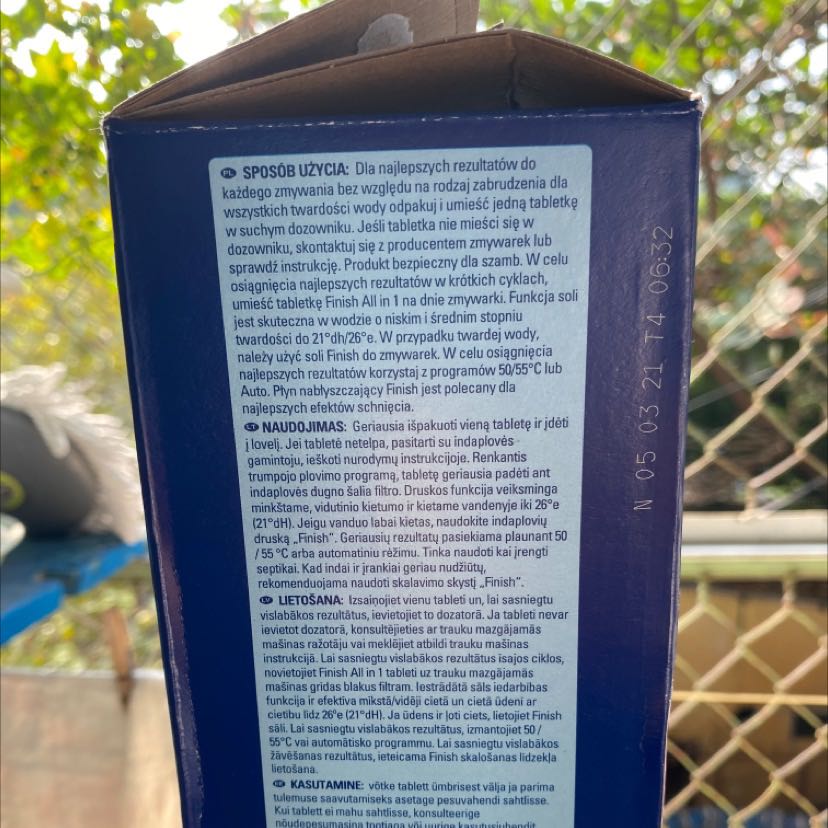 PL SPOSÓB UŻYCIA: Dla najlepszych rezultatów do
każdego zmywania bez względu na rodzaj zabrudzenia dla
wszystkich twardości wody odpakuj i umieść jedną tabletkę
w suchym dozowniku. Jeśli tabletka nie mieści się w
dozowniku, skontaktuj się z producentem zmywarek lub
sprawdź instrukcję. Produkt bezpieczny dla szamb. W celu
osiągnięcia najlepszych rezultatów w krótkich cyklach,
umieść tabletkę Finish All in 1 na dnie zmywarki. Funkcja soli
jest skuteczna w wodzie o niskim i średnim stopniu
twardości do 21°dh/26°e. W przypadku twardej wody,
należy użyć soli Finish do zmywarek. W celu osiągnięcia
najlepszych rezultatów korzystaj z programów 50/55°C lub
Auto. Płyn nabłyszczający Finish jest polecany dla
najlepszych efektów schnięcia.
LT NAUDOJIMAS: Geriausia išpakuoti vieną tabletę ir įdėti
į lovelį. Jei tabletė netelpa, pasitarti su indaplovės
gamintoju, ieškoti nurodymų instrukcijoje. Renkantis
trumpojo plovimo programą, tabletę geriausia padėti ant
indaplovės dugno šalia filtro. Druskos funkcija veiksminga
minkštame, vidutinio kietumo ir kietame vandenyje iki 26°e
(21°dH). Jeigu vanduo labai kietas, naudokite indaplovių
druską „Finish“. Geriausių rezultatų pasiekiama plaunant 50
/ 55 °C arba automatiniu rėžimu. Tinka naudoti kai įrengti
septikai. Kad indai ir įrankiai geriau nudžiūtų,
rekomenduojama naudoti skalavimo skystį „Finish“.
LV LIETOŠANA: Izsaiņojiet vienu tableti un, lai sasniegtu
vislabākos rezultātus, ievietojiet to dozatorā. Ja tableti nevar
ievietot dozatorā, konsultējieties ar trauku mazgājamās
mašīnas ražotāju vai meklējiet atbildi trauku mašīnas
instrukcijā. Lai sasniegtu vislabākos rezultātus īsajos ciklos,
novietojiet Finish All in 1 tableti uz trauku mazgājamās
mašīnas grīdas blakus filtram. Iestrādātā sāls iedarbības
funkcija ir efektīva mīkstā/vidēji cietā un cietā ūdenī ar
cietību līdz 26°e (21°dH). Ja ūdens ir ļoti ciets, lietojiet Finish
sāli. Lai sasniegtu vislabākos rezultātus, izmantojiet 50 /
55°C vai automātisko programmu. Lai sasniegtu vislabākos
žāvēšanas rezultātus, ieteicama Finish skalošanas līdzekļa
lietošana.
KASUTAMINE: võtke tablett ümbrisest välja ja parima
tulemuse saavutamiseks asetage pesuvahendi sahtlisse.
Kui tablett ei mahu sahtlisse, konsulteerige
nõudepesumasina tootjaga või uurige kasutusjuhendit.
N 05 03 21 T4 06:32